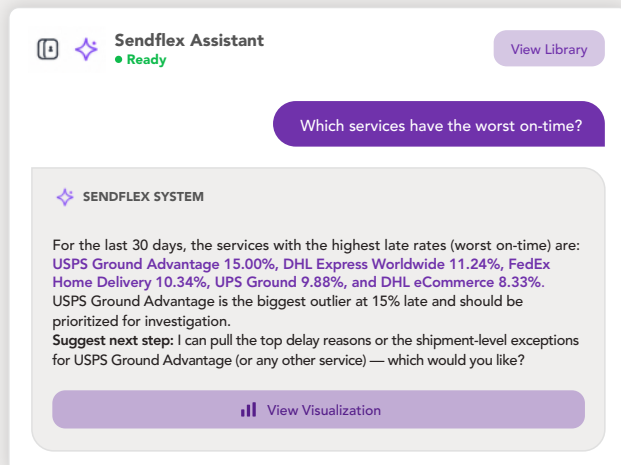 Sendflex Assistant
Ready
View Library
Which services have the worst on-time?
SENDFLEX SYSTEM
For the last 30 days, the services with the highest late rates (worst on-time) are:
USPS Ground Advantage 15.00%, DHL Express Worldwide 11.24%, FedEx
Home Delivery 10.34%, UPS Ground 9.88%, and DHL eCommerce 8.33%.
USPS Ground Advantage is the biggest outlier at 15% late and should be
prioritized for investigation.
Suggest next step: I can pull the top delay reasons or the shipment-level exceptions
for USPS Ground Advantage (or any other service) — which would you like?
View Visualization